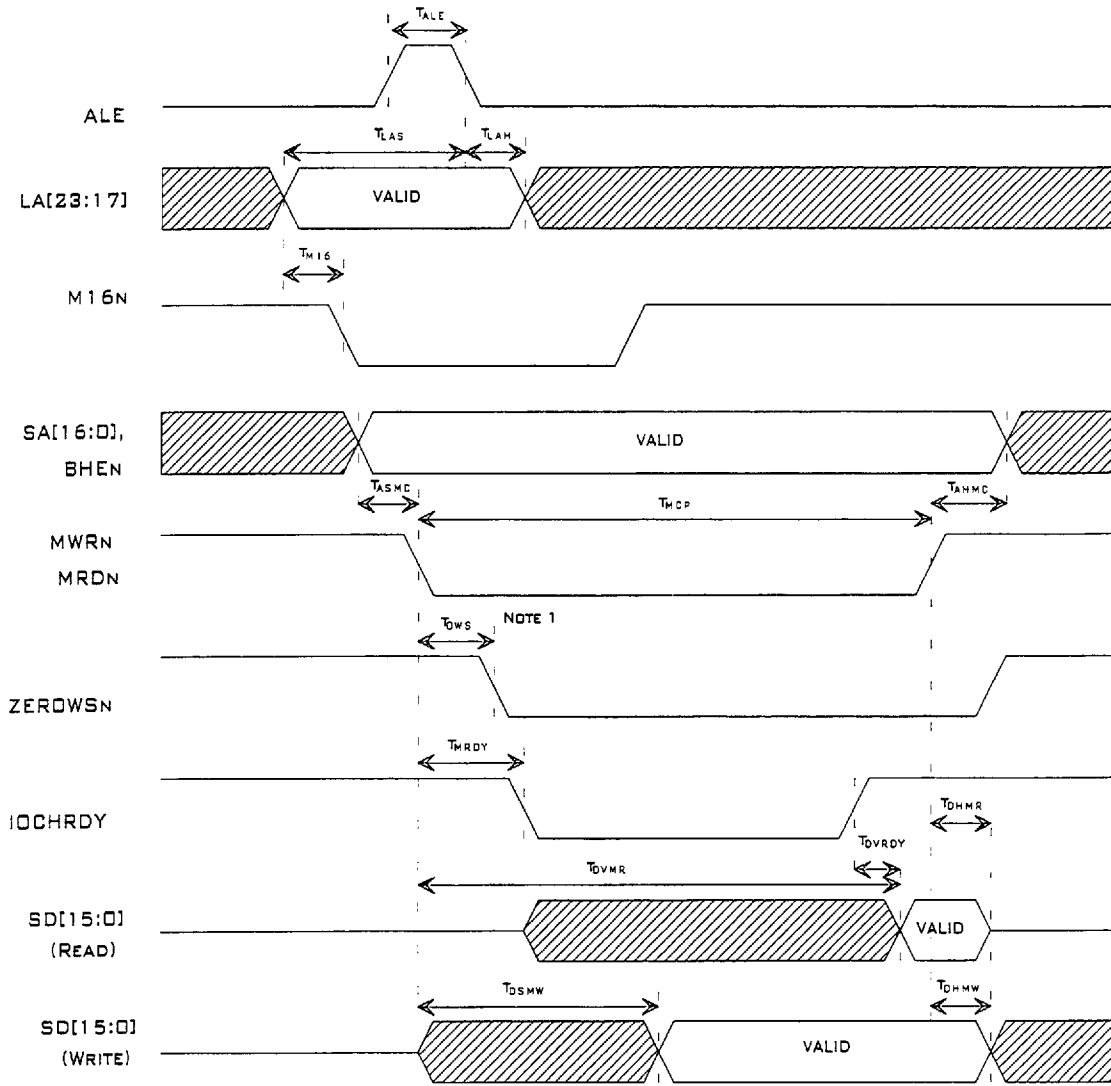 TALE
ALE
TLAS TLAH
LA[23:17] VALID
TM16
M16N
SA[16:0], VALID
BHEN
TASMC TMCP TAHMC
MWRN
MRDN
T0WS NOTE 1
ZEROWSN
TMRDY
IOCHRDY TDHMR
TDVRDY
TDVMR
SD[15:0] VALID
(READ)
TDSMW TDHMW
SD[15:0] VALID
(WRITE)